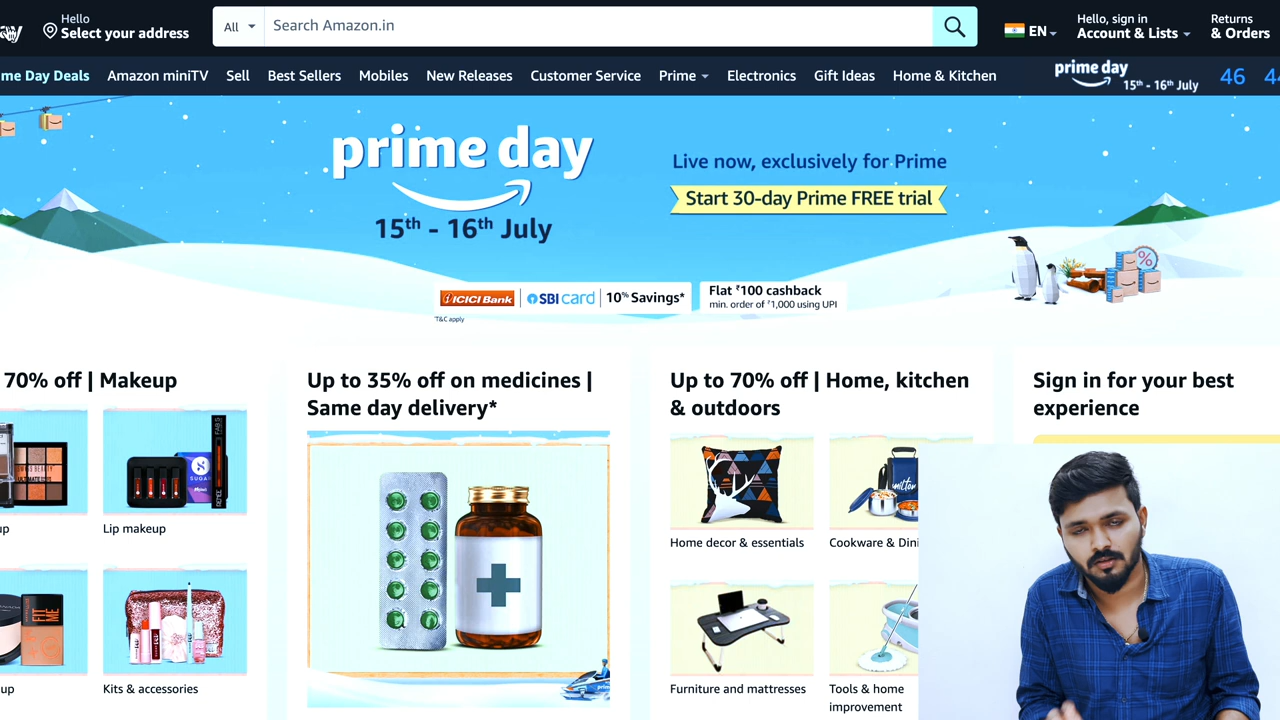 Hello
Select your address
All
Search Amazon.in
EN
Hello, sign in
Account & Lists
Returns
& Orders
me Day Deals
Amazon miniTV
Sell
Best Sellers
Mobiles
New Releases
Customer Service
Prime
Electronics
Gift Ideas
Home & Kitchen
prime day
15th - 16th July
46
prime day
15th - 16th July
Live now, exclusively for Prime
Start 30-day Prime FREE trial
ICICI Bank
SBI card
10% Savings*
Flat ₹100 cashback
min. order of ₹1,000 using UPI
*T&C apply
70% off | Makeup
Lip makeup
Kits & accessories
Up to 35% off on medicines |
Same day delivery*
Up to 70% off | Home, kitchen
& outdoors
Home decor & essentials
Cookware & Dini
Furniture and mattresses
Tools & home
improvement
Sign in for your best
experience
SUGAR
FIT
ME
prime